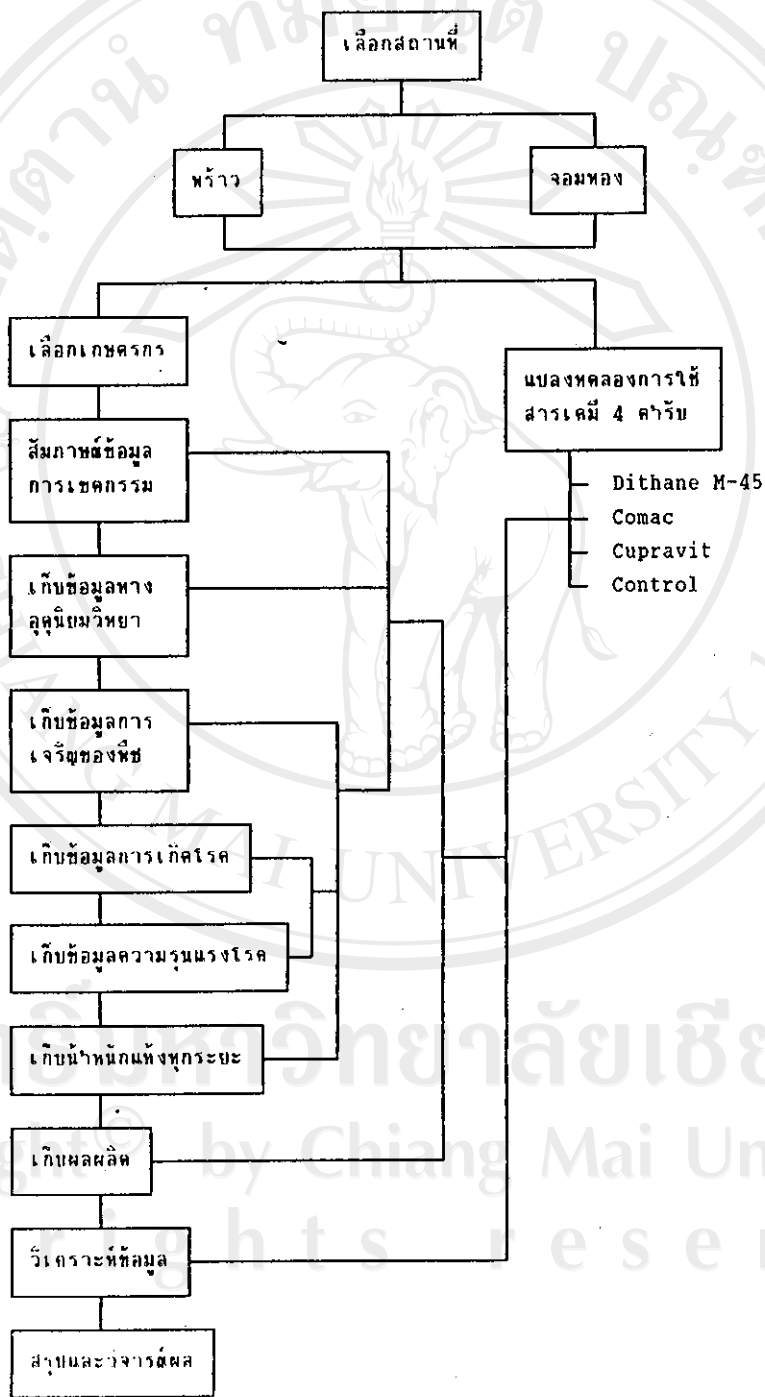 เลือกสถานที่
พร้าว
จอมทอง
เลือกเกษตรกร
แปลงทดลองการใช้
สารเคมี 4 ตำรับ
สัมภาษณ์ข้อมูล
การเขตกรรม
Dithane M-45
Comac
Cupravit
Control
เก็บข้อมูลทาง
อุตุนิยมวิทยา
เก็บข้อมูลการ
เจริญของพืช
เก็บข้อมูลการเกิดโรค
เก็บข้อมูลความรุนแรงโรค
เก็บน้ำหนักแห้งทุกระยะ
เก็บผลผลิต
วิเคราะห์ข้อมูล
สรุปและวิจารณ์ผล
MAI UNIVERSITY
by Chiang Mai
rights